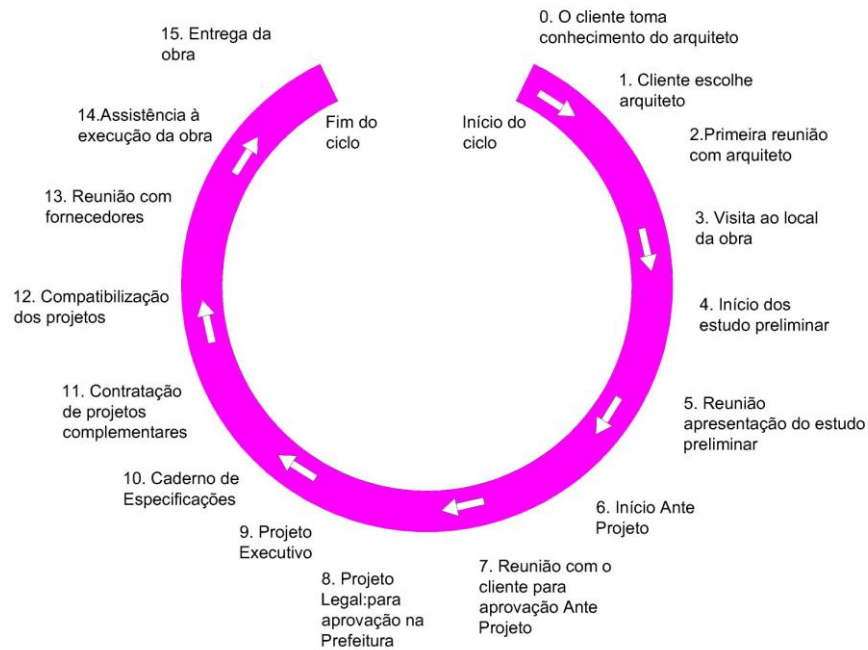 0. O cliente toma
conhecimento do arquiteto
1. Cliente escolhe
arquiteto
2.Primeira reunião
com arquiteto
3. Visita ao local
da obra
4. Início dos
estudo preliminar
5. Reunião
apresentação do estudo
preliminar
6. Início Ante
Projeto
7. Reunião com o
cliente para
aprovação Ante
Projeto
8. Projeto
Legal:para
aprovação na
Prefeitura
9. Projeto
Executivo
10. Caderno de
Especificações
11. Contratação
de projetos
complementares
12. Compatibilização
dos projetos
13. Reunião com
fornecedores
14.Assistência à
execução da obra
15. Entrega da
obra
Fim do
ciclo
Início do
ciclo